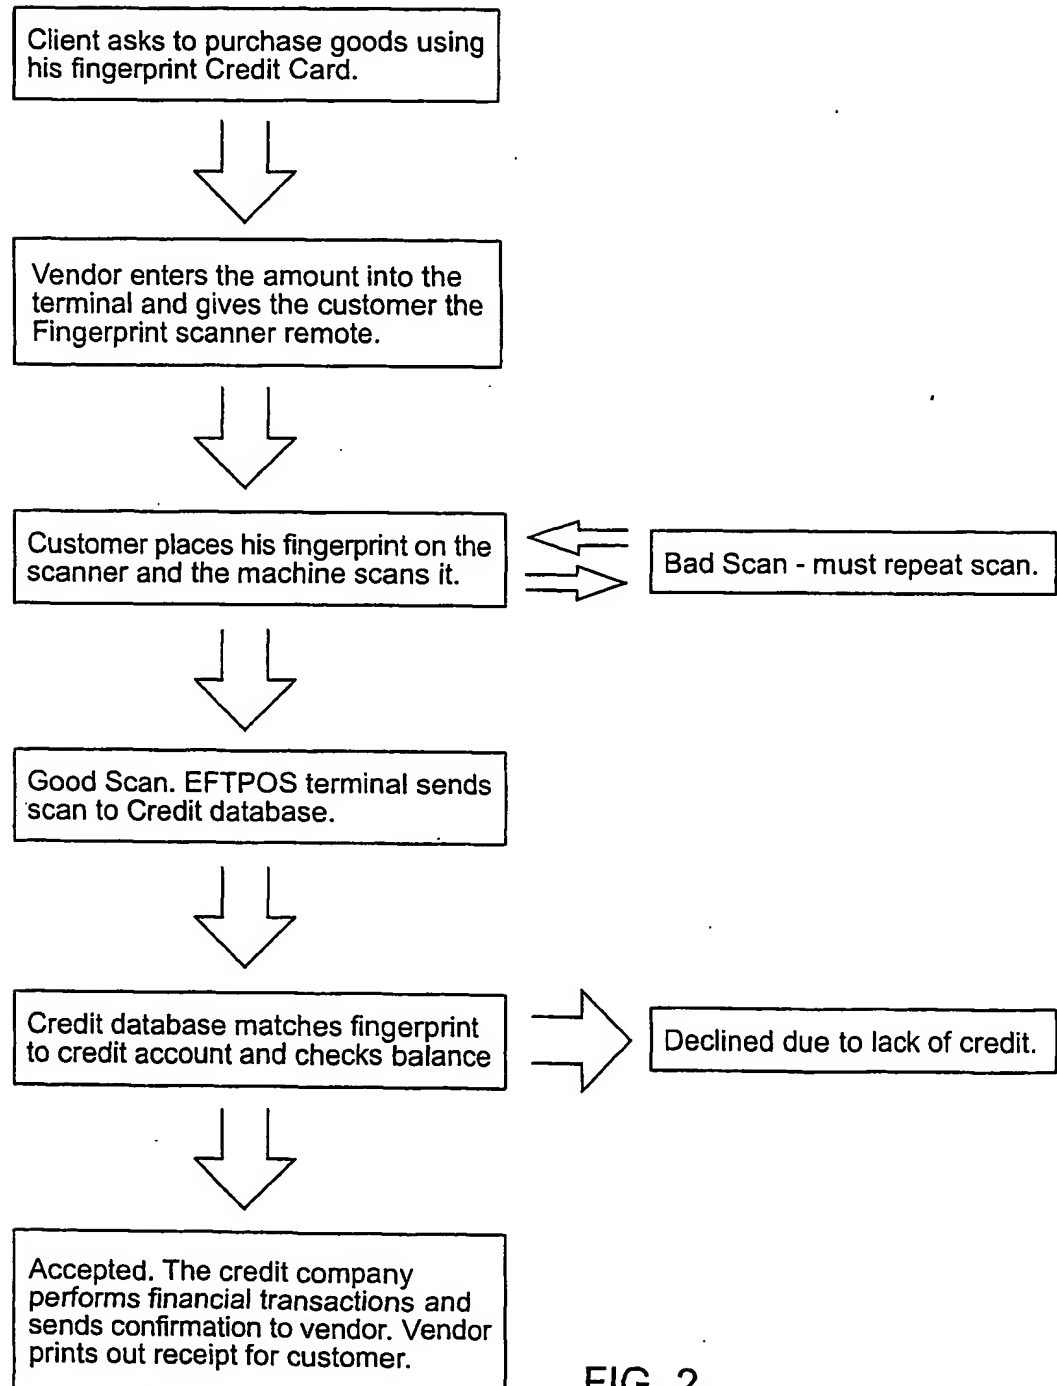 Client asks to purchase goods using
his fingerprint Credit Card.
Vendor enters the amount into the
terminal and gives the customer the
Fingerprint scanner remote.
Customer places his fingerprint on the
scanner and the machine scans it.
Bad Scan - must repeat scan.
Good Scan. EFTPOS terminal sends
scan to Credit database.
Credit database matches fingerprint
to credit account and checks balance
Declined due to lack of credit.
Accepted. The credit company
performs financial transactions and
sends confirmation to vendor. Vendor
prints out receipt for customer.
FIG. 2